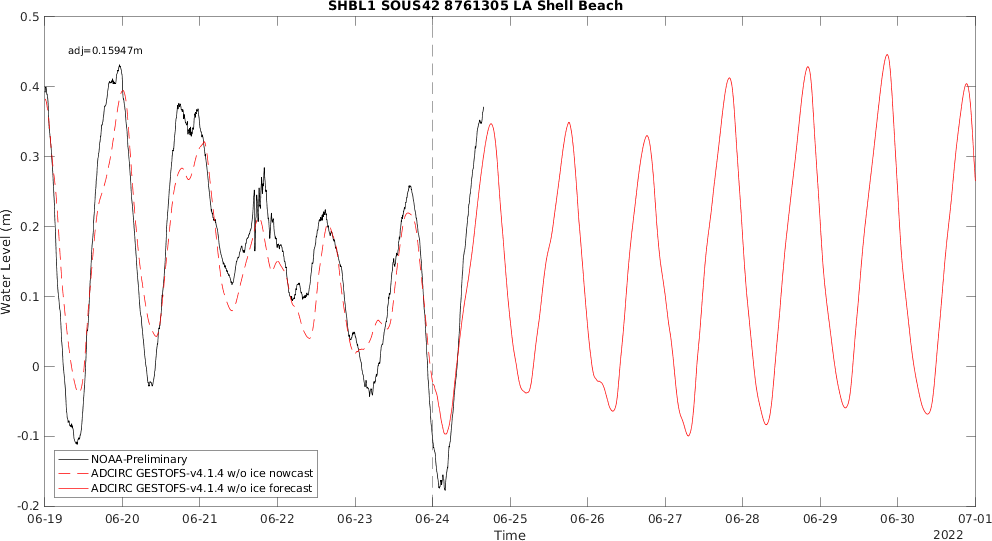 SHBL1 SOUS42 8761305 LA Shell Beach
adj=0.15947m
Water Level (m)
0.5
0.4
0.3
0.2
0.1
0
-0.1
-0.2
NOAA-Preliminary
ADCIRC GESTOFS-v4.1.4 w/o ice nowcast
ADCIRC GESTOFS-v4.1.4 w/o ice forecast
06-19 06-20 06-21 06-22 06-23 06-24 06-25 06-26 06-27 06-28 06-29 06-30 07-01
Time
2022